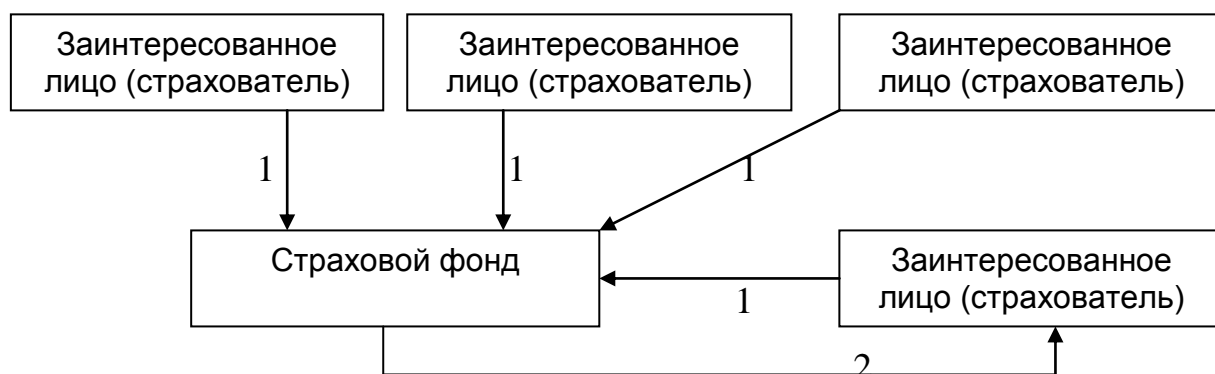 Заинтересованное
лицо (страхователь)
Заинтересованное
лицо (страхователь)
Заинтересованное
лицо (страхователь)
1
1
1
Страховой фонд
Заинтересованное
лицо (страхователь)
1
2